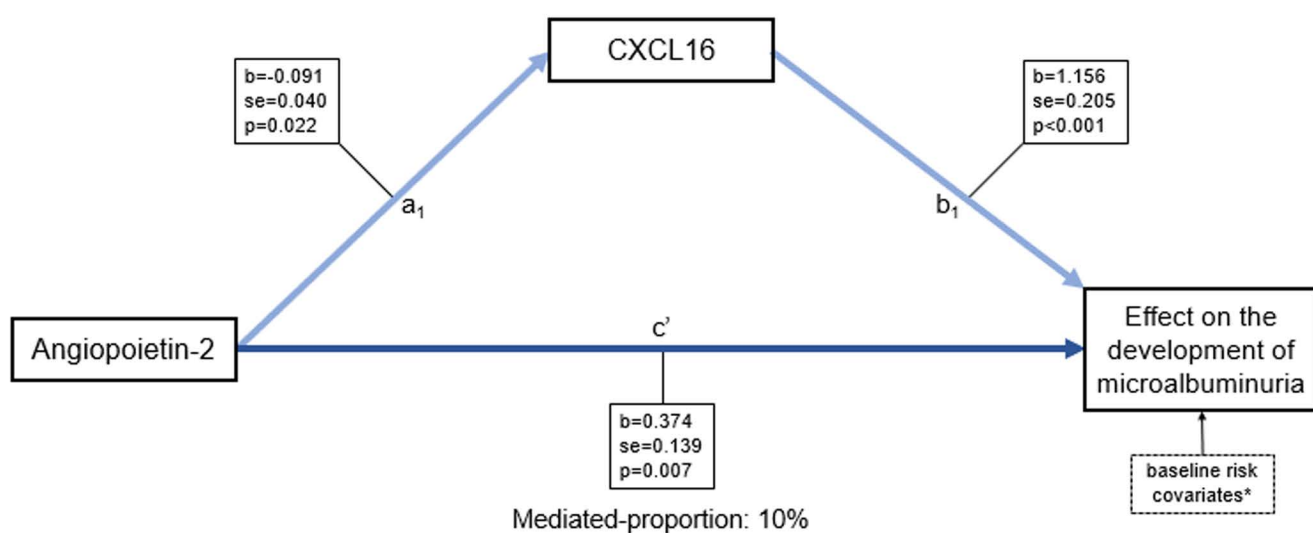 CXCL16
b=-0.091
se=0.040
p=0.022
b=1.156
se=0.205
p<0.001
a₁
b₁
Angiopoietin-2
c’
Effect on the
development of
microalbuminuria
b=0.374
se=0.139
p=0.007
baseline risk
covariates*
Mediated-proportion: 10%